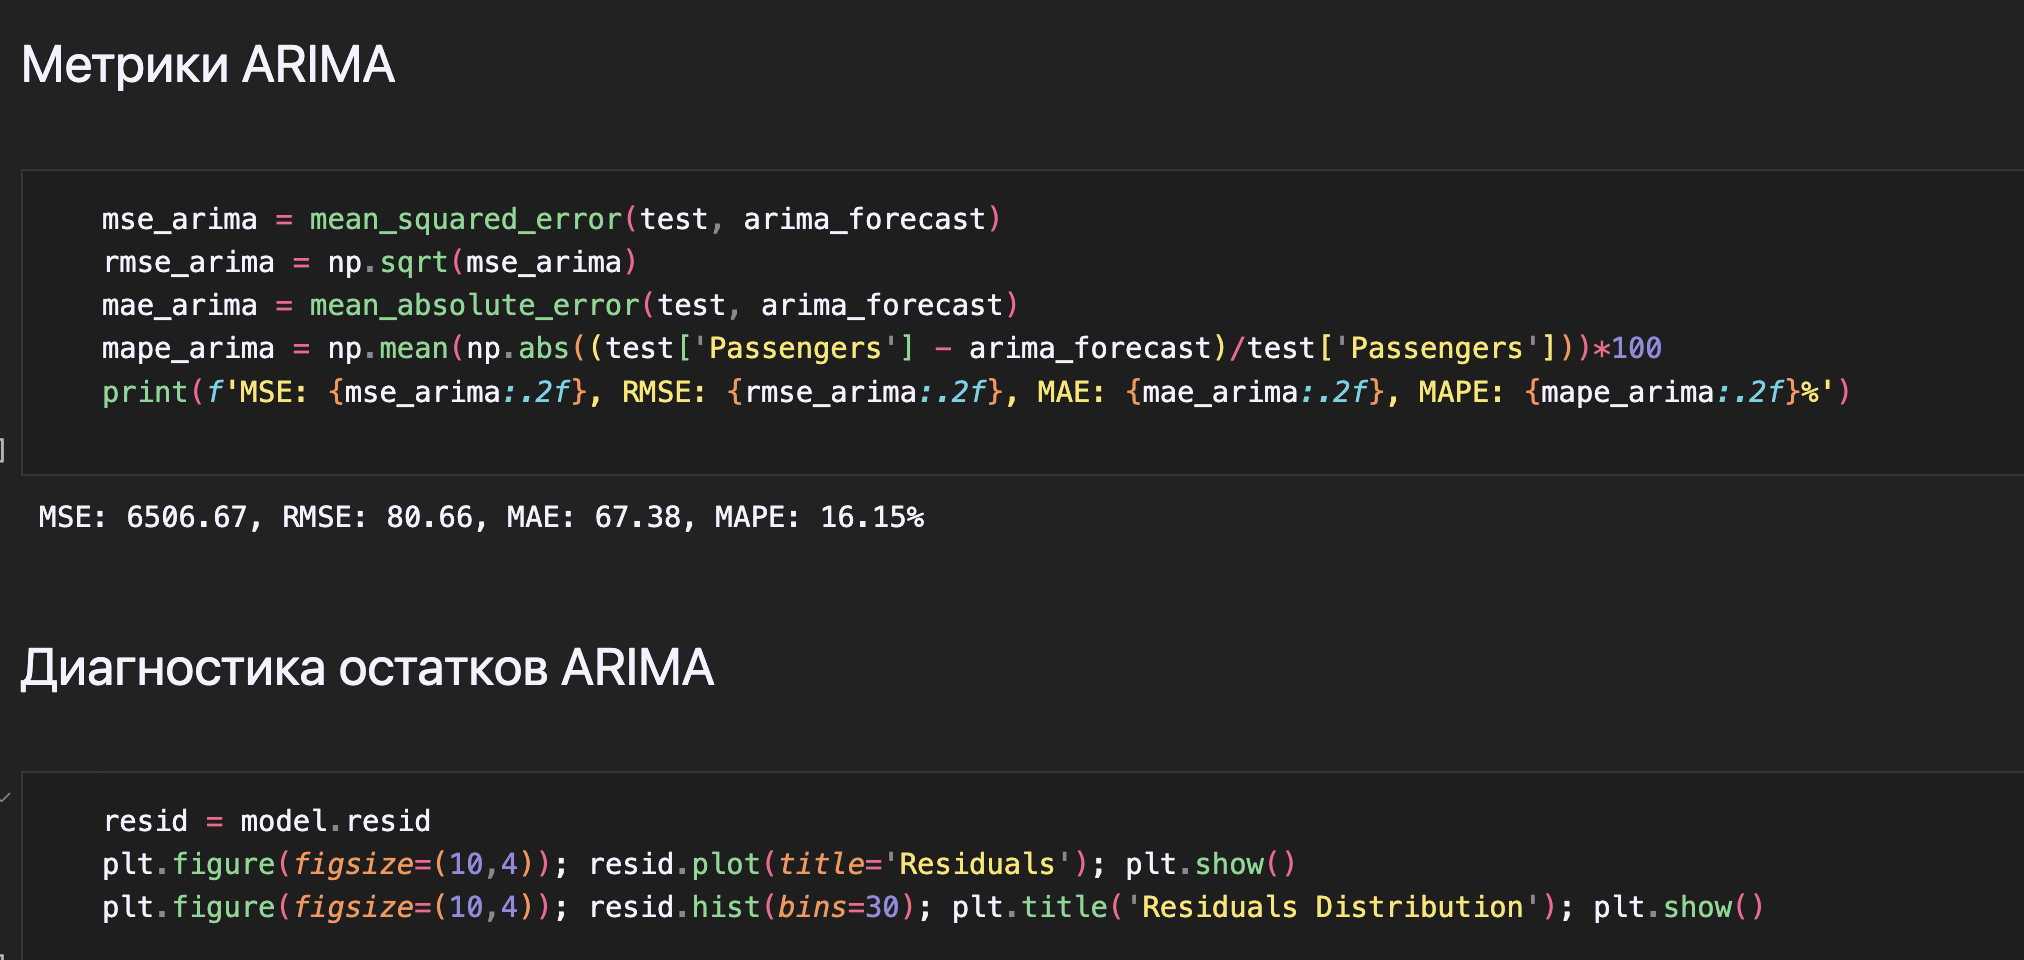 Метрики ARIMA
mse_arima = mean_squared_error(test, arima_forecast)
rmse_arima = np.sqrt(mse_arima)
mae_arima = mean_absolute_error(test, arima_forecast)
mape_arima = np.mean(np.abs((test['Passengers'] - arima_forecast)/test['Passengers']))*100
print(f'MSE: {mse_arima:.2f}, RMSE: {rmse_arima:.2f}, MAE: {mae_arima:.2f}, MAPE: {mape_arima:.2f}%')
]
MSE: 6506.67, RMSE: 80.66, MAE: 67.38, MAPE: 16.15%
Диагностика остатков ARIMA
resid = model.resid
plt.figure(figsize=(10,4)); resid.plot(title='Residuals'); plt.show()
plt.figure(figsize=(10,4)); resid.hist(bins=30); plt.title('Residuals Distribution'); plt.show()